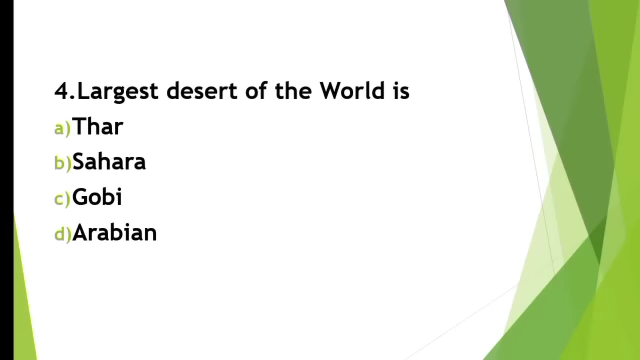 4.Largest desert of the World is
a)Thar
b)Sahara
c)Gobi
d)Arabian